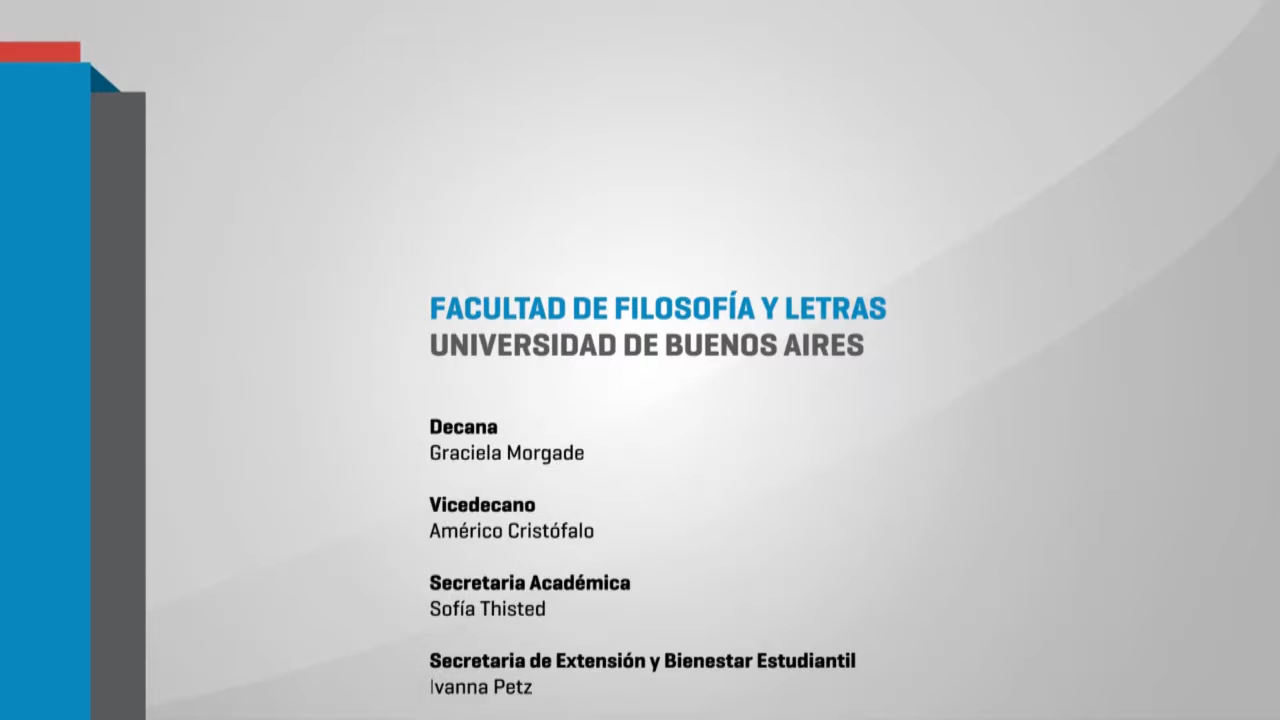 FACULTAD DE FILOSOFÍA Y LETRAS
UNIVERSIDAD DE BUENOS AIRES
Decana
Graciela Morgade
Vicedecano
Américo Cristófalo
Secretaria Académica
Sofía Thisted
Secretaria de Extensión y Bienestar Estudiantil
Ivanna Petz